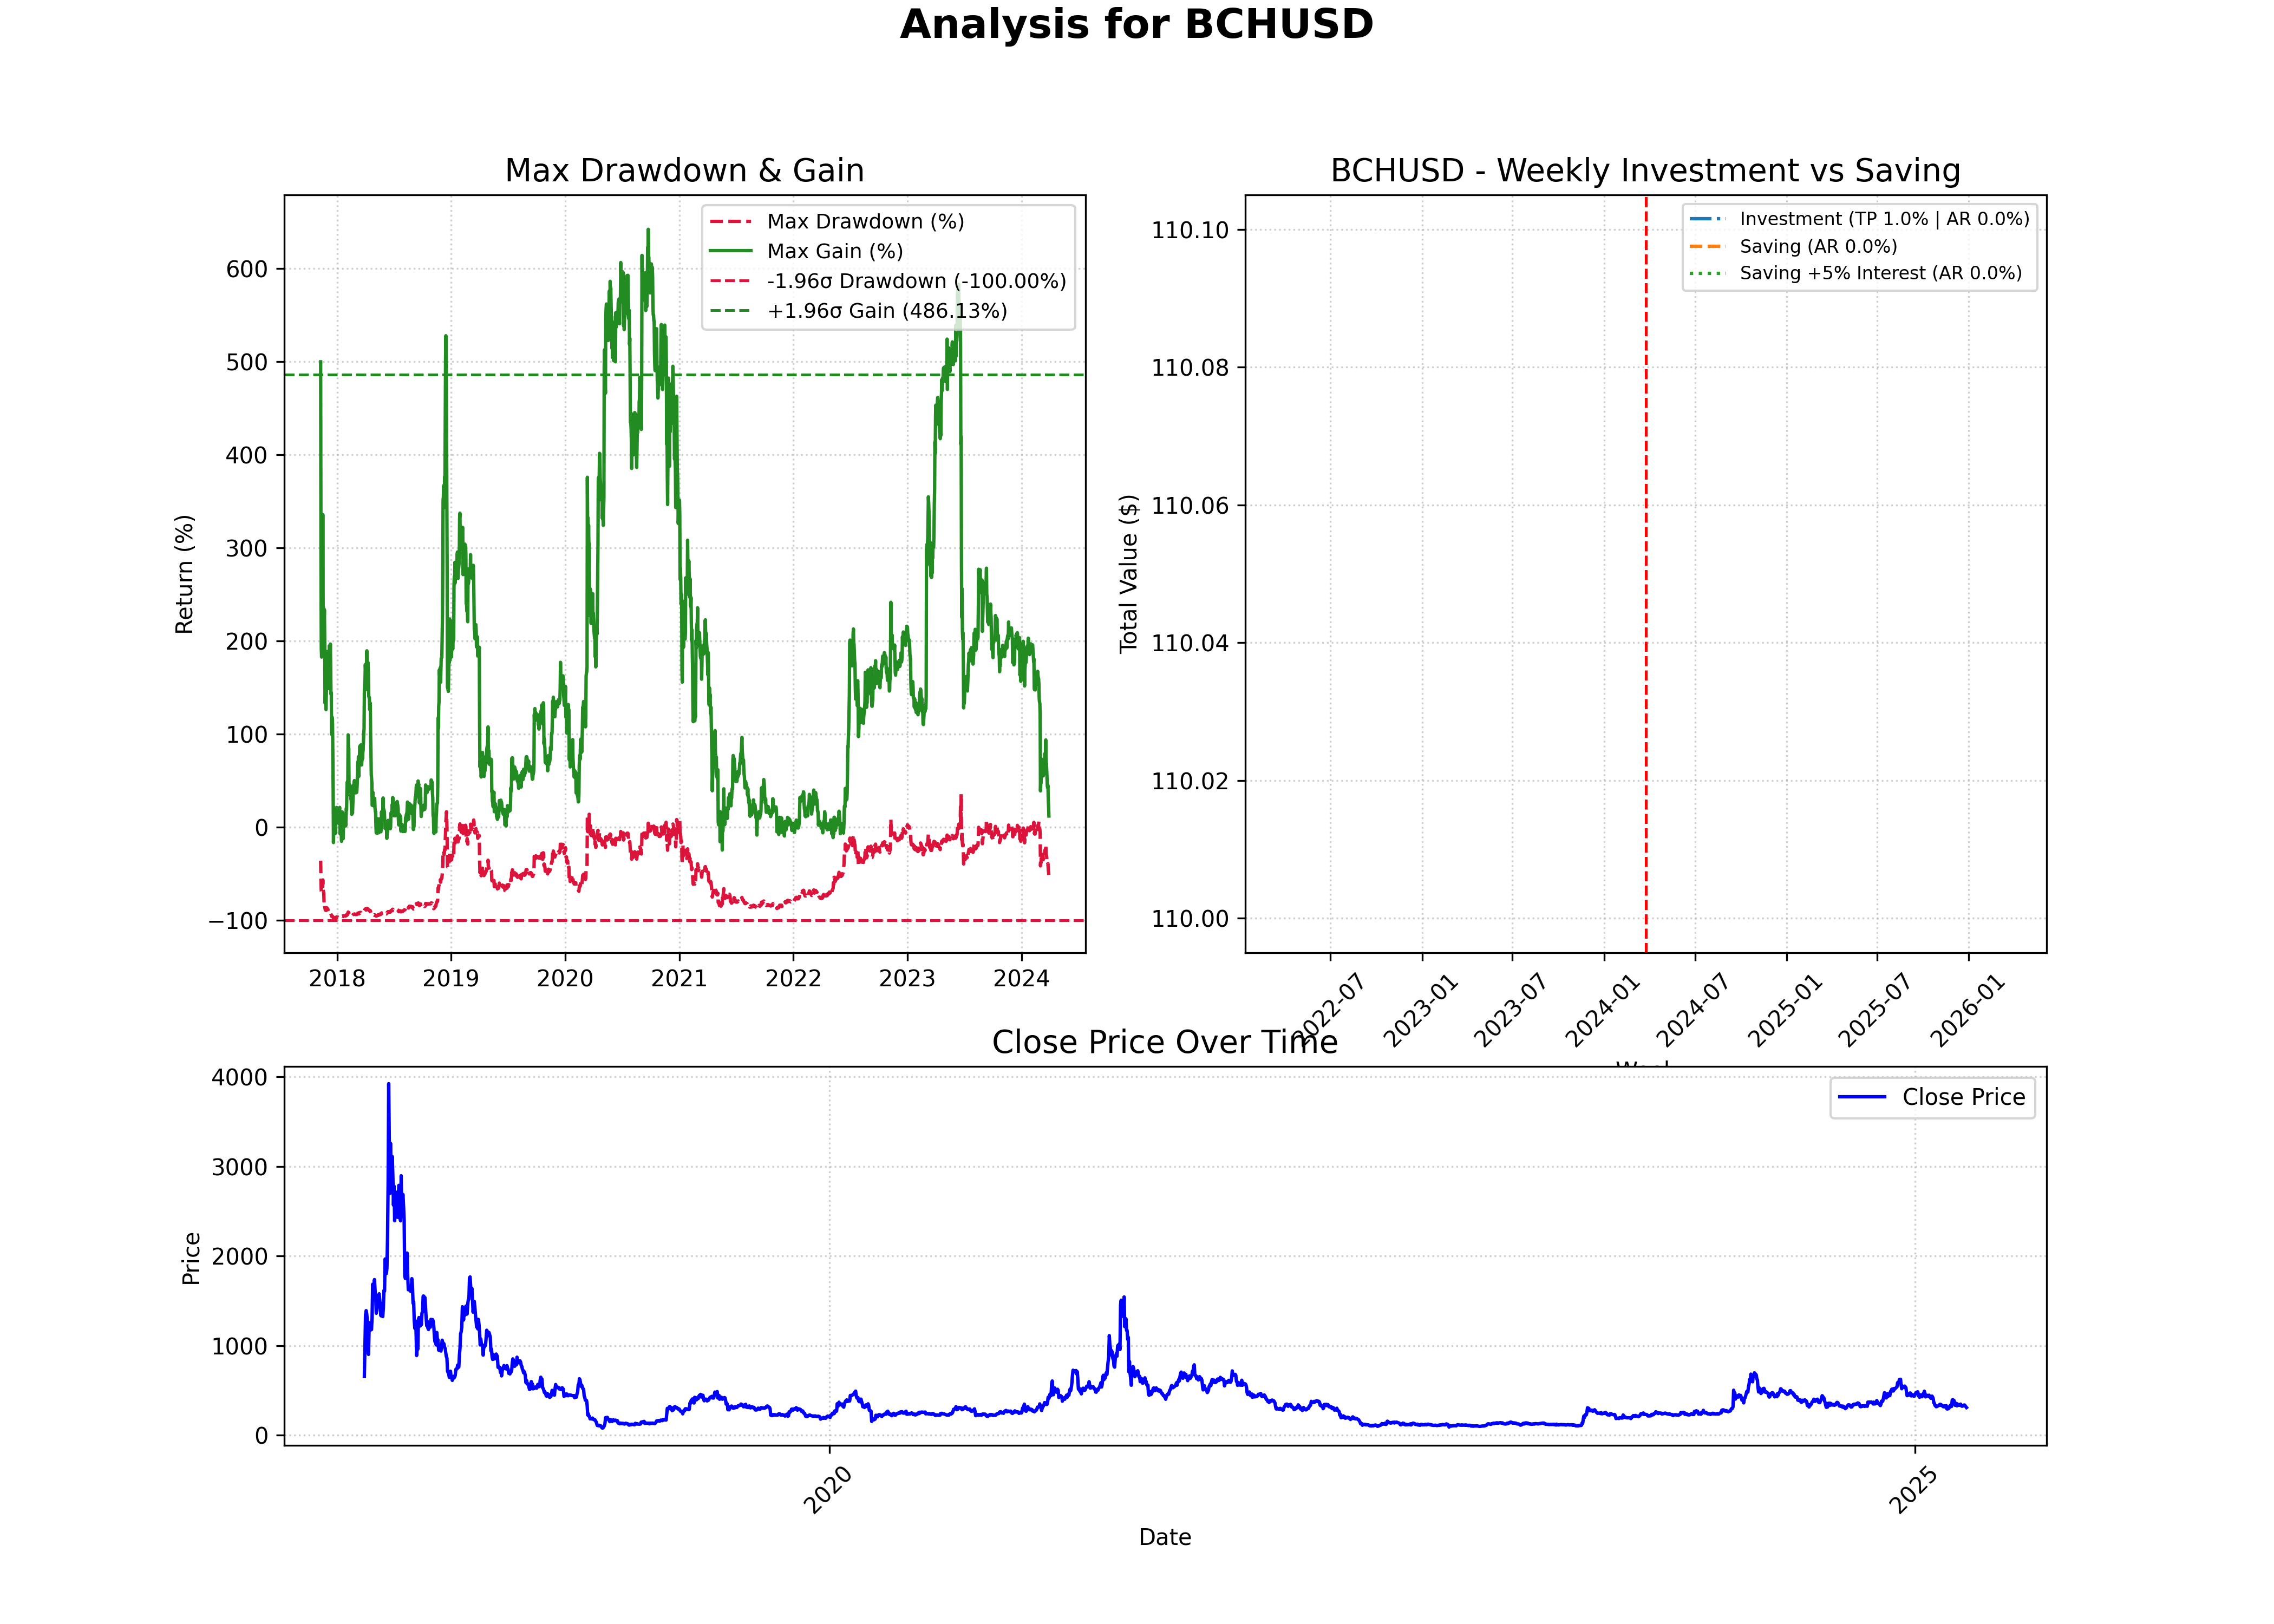 Analysis for BCHUSD
Max Drawdown & Gain
Return (%)
600
500
400
300
200
100
0
−100
Max Drawdown (%)
Max Gain (%)
-1.96σ Drawdown (-100.00%)
+1.96σ Gain (486.13%)
2018
2019
2020
2021
2022
2023
2024
BCHUSD - Weekly Investment vs Saving
Total Value ($)
110.10
110.08
110.06
110.04
110.02
110.00
Investment (TP 1.0% | AR 0.0%)
Saving (AR 0.0%)
Saving +5% Interest (AR 0.0%)
2022-07
2023-01
2023-07
2024-01
2024-07
2025-01
2025-07
2026-01
Close Price Over Time
Price
4000
3000
2000
1000
0
Close Price
2020
2025
Date